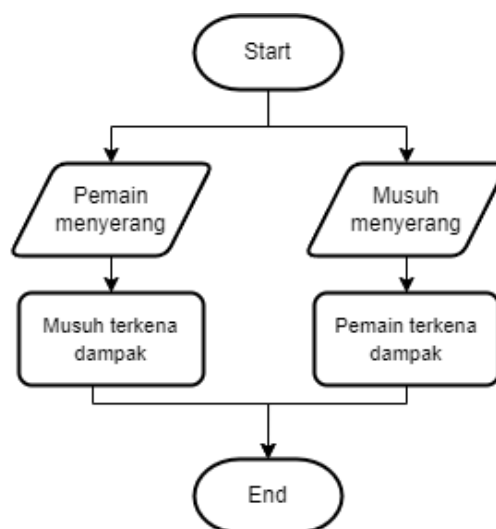 Start
Pemain
menyerang
Musuh
menyerang
Musuh terkena
dampak
Pemain terkena
dampak
End